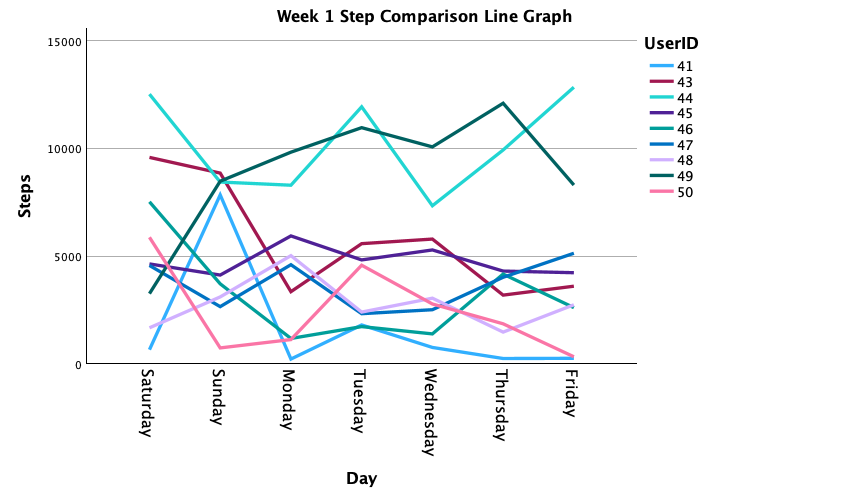 Week 1 Step Comparison Line Graph
15000
10000
5000
0
Steps
Saturday
Sunday
Monday
Tuesday
Wednesday
Thursday
Friday
Day
UserID
41
43
44
45
46
47
48
49
50